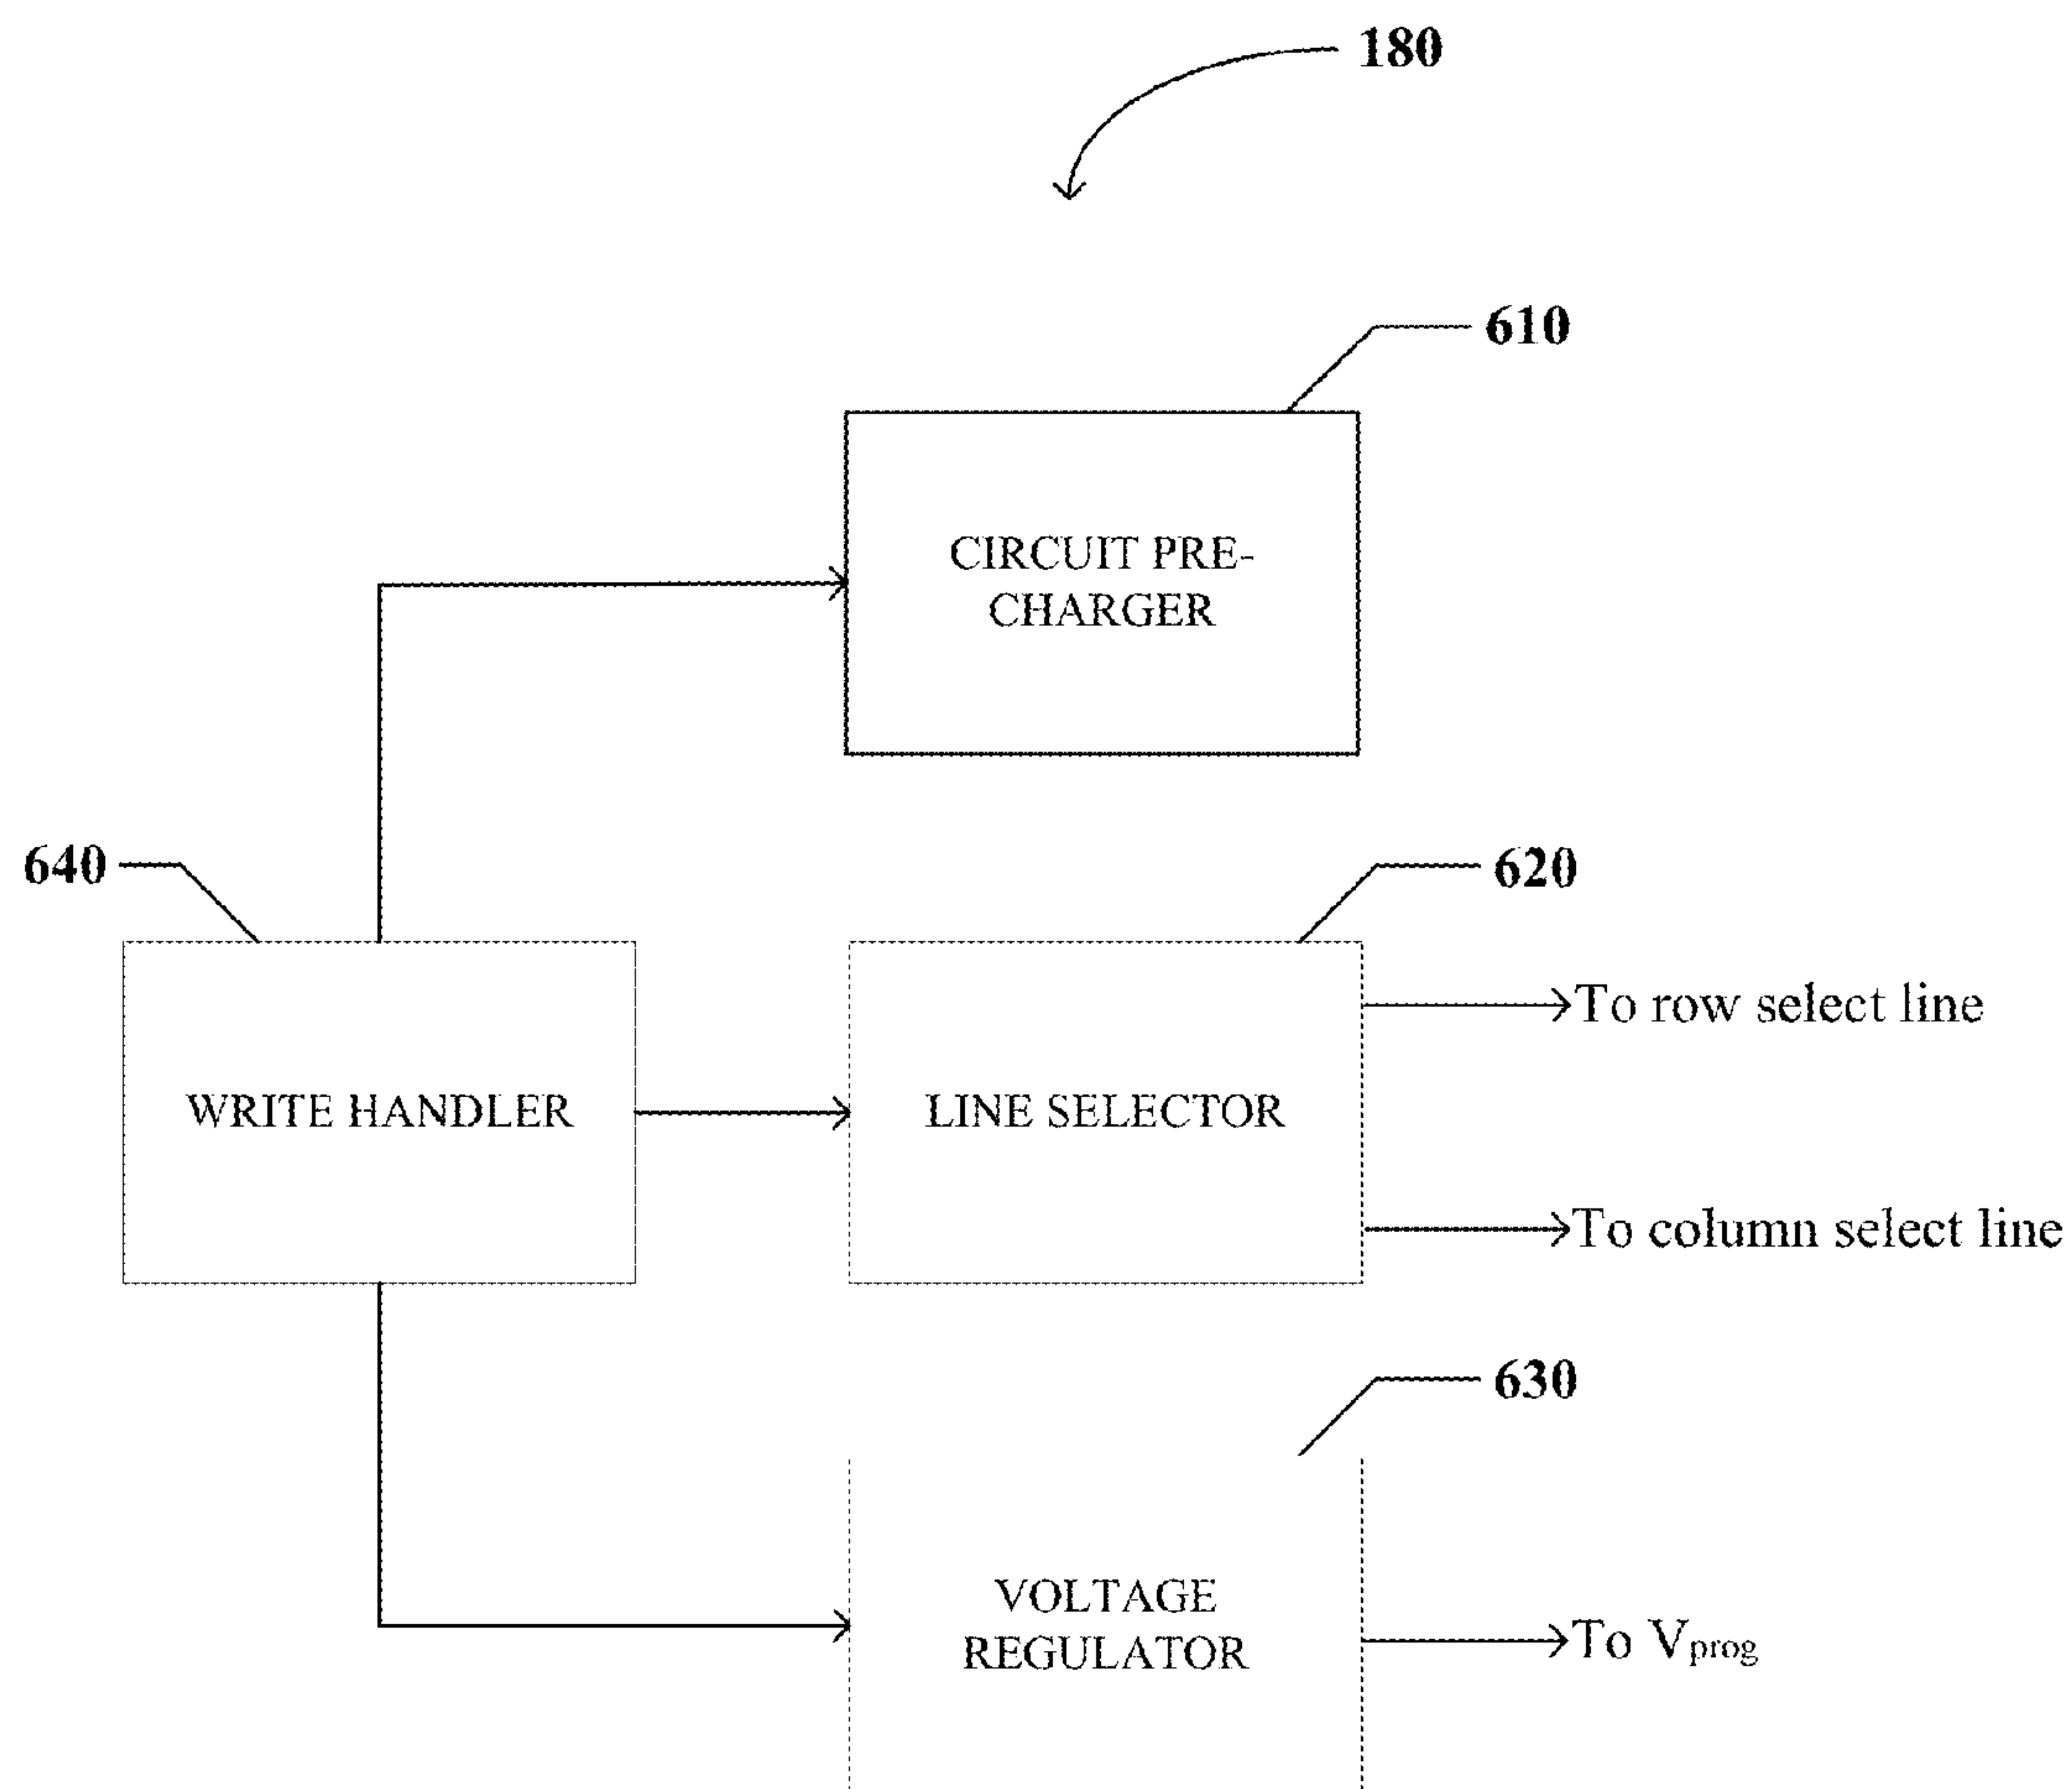 180
610
CIRCUIT PRE-
CHARGER
640
620
To row select line
WRITE HANDLER
LINE SELECTOR
To column select line
630
VOLTAGE
REGULATOR
To Vprog